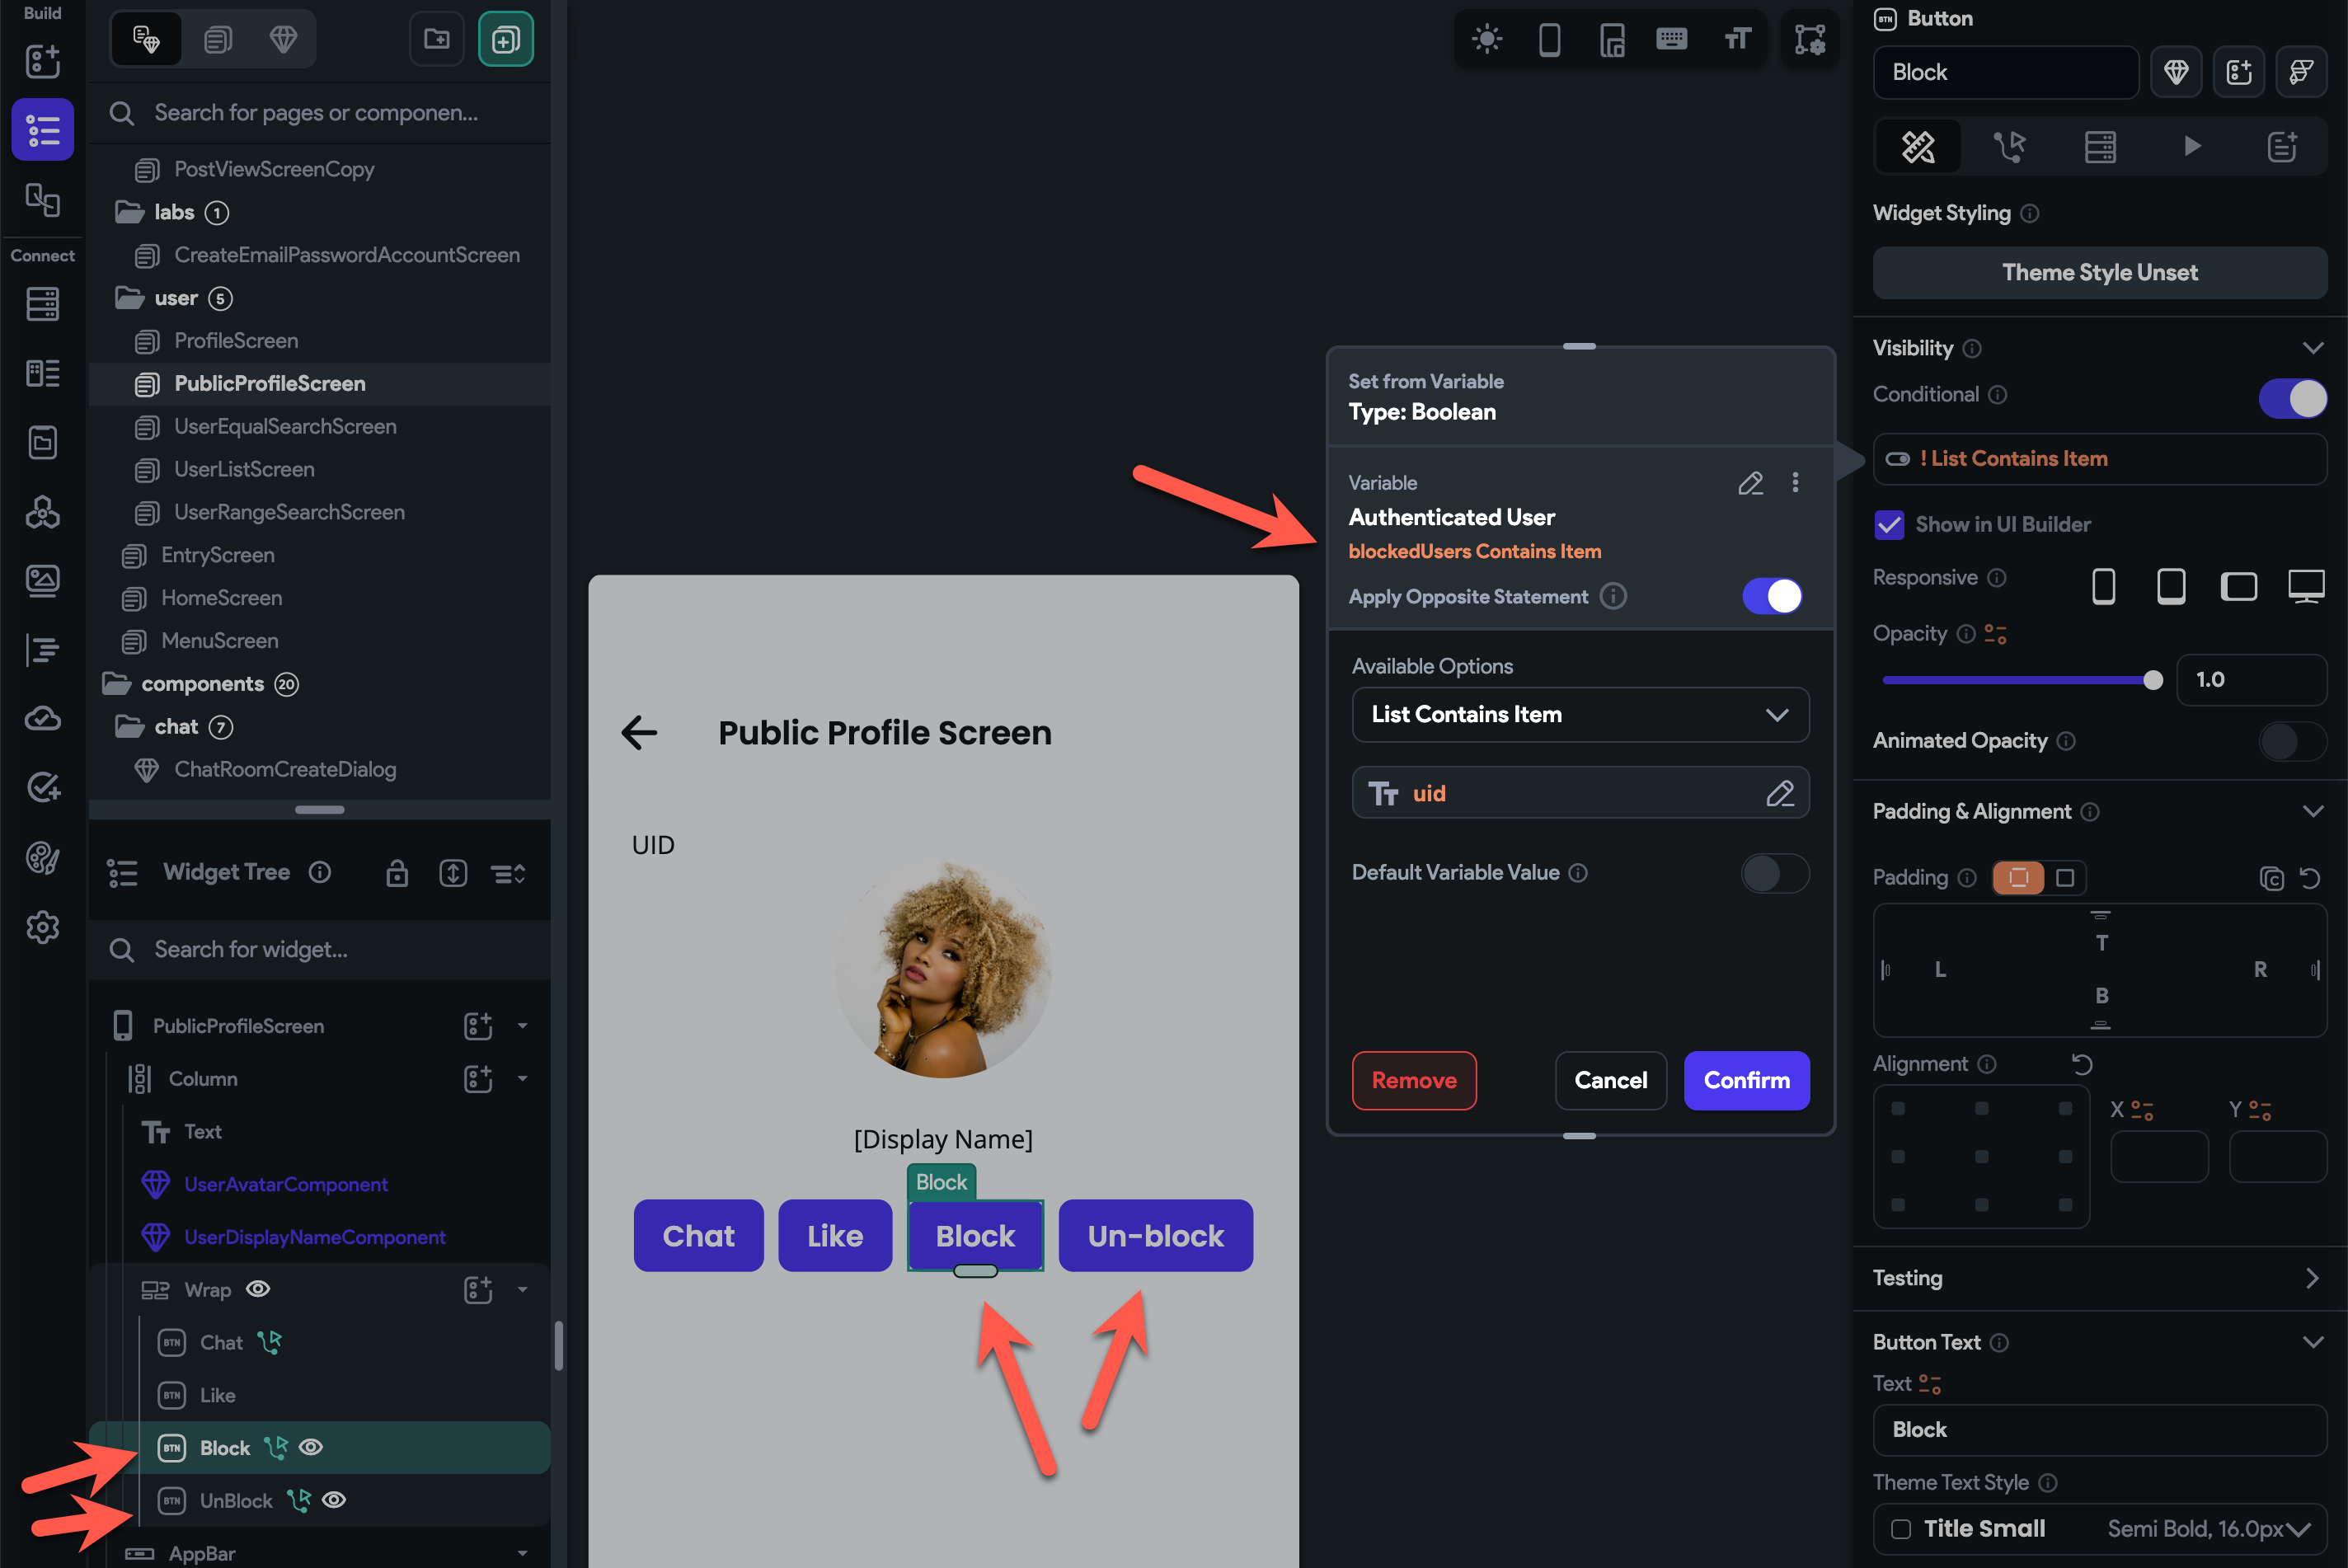 Build
Connect
Search for pages or componen...
PostViewScreenCopy
labs 1
CreateEmailPasswordAccountScreen
user 5
ProfileScreen
PublicProfileScreen
UserEqualSearchScreen
UserListScreen
UserRangeSearchScreen
EntryScreen
HomeScreen
MenuScreen
components 20
chat 7
ChatRoomCreateDialog
Widget Tree
Search for widget...
PublicProfileScreen
Column
Text
UserAvatarComponent
UserDisplayNameComponent
Wrap
BTN Chat
BTN Like
BTN Block
BTN UnBlock
AppBar
Public Profile Screen
UID
[Display Name]
Block
Chat
Like
Block
Un-block
Set from Variable
Type: Boolean
Variable
Authenticated User
blockedUsers Contains Item
Apply Opposite Statement
Available Options
List Contains Item
uid
Default Variable Value
Remove
Cancel
Confirm
BTN Button
Block
Widget Styling
Theme Style Unset
Visibility
Conditional
! List Contains Item
Show in UI Builder
Responsive
Opacity
1.0
Animated Opacity
Padding & Alignment
Padding
T
L
R
B
Alignment
X
Y
Testing
Button Text
Text
Block
Theme Text Style
Title Small
Semi Bold, 16.0px